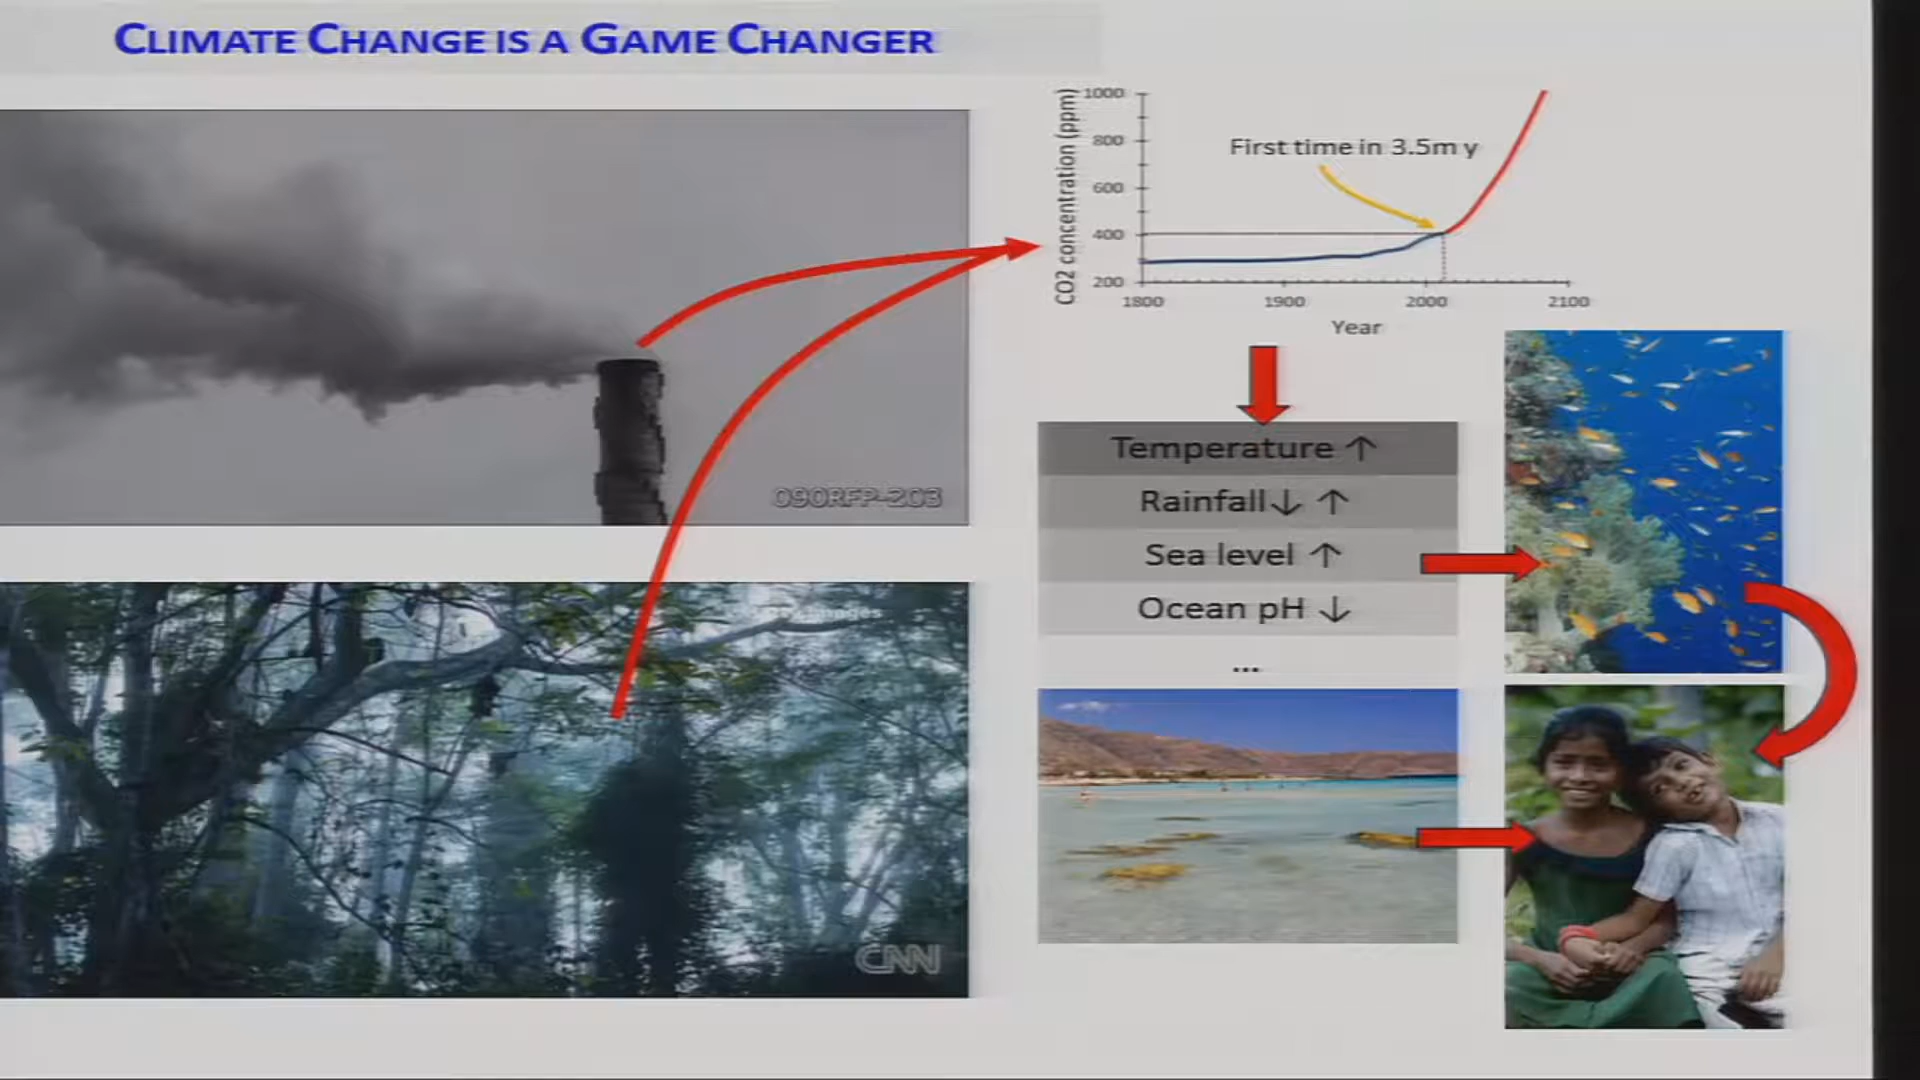 CLIMATE CHANGE IS A GAME CHANGER
090RFP-203
CNN
CO2 concentration (ppm)
1000
800
600
400
200
First time in 3.5m y
1800 1900 2000 2100
Year
Temperature ↑
Rainfall↓ ↑
Sea level ↑
Ocean pH ↓
...